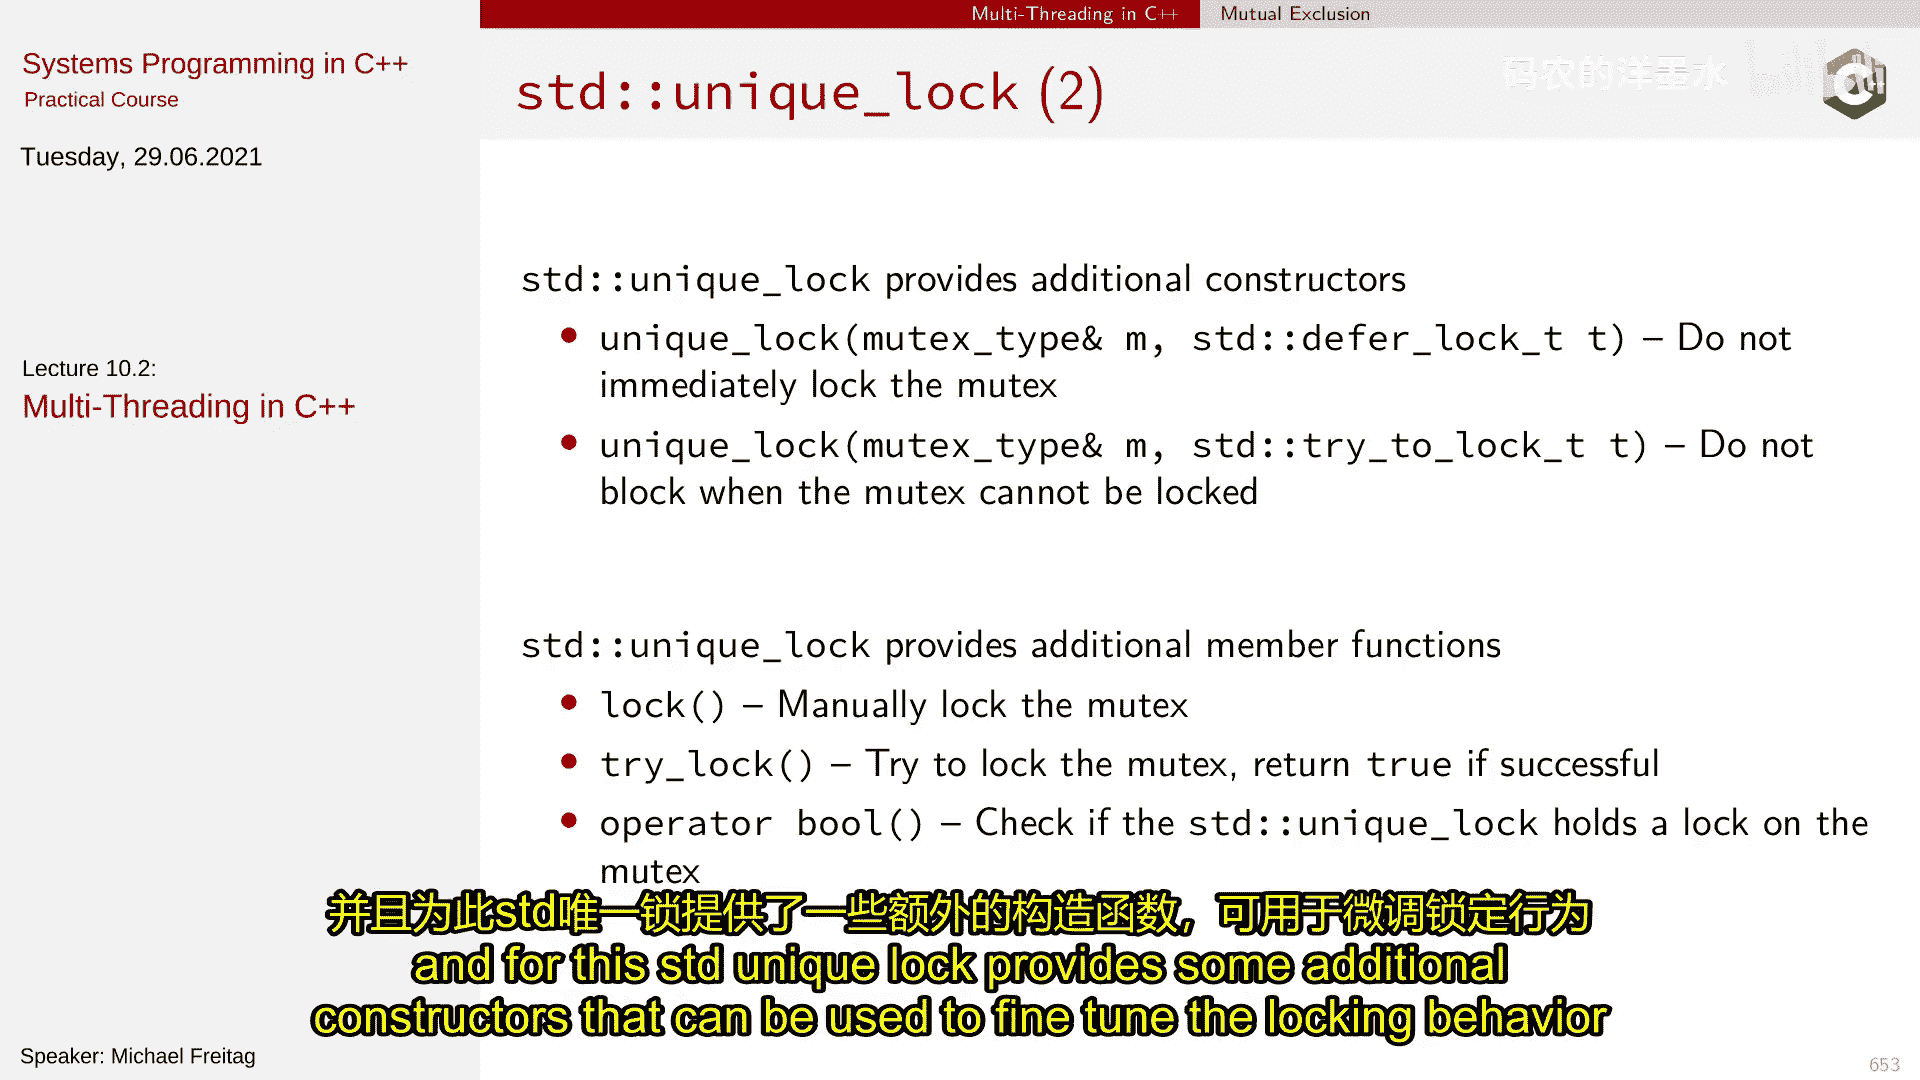 Multi-Threading in C++
Mutual Exclusion
Systems Programming in C++
Practical Course
Tuesday, 29.06.2021
Lecture 10.2:
Multi-Threading in C++
std::unique_lock (2)
码农的洋墨水
std::unique_lock provides additional constructors
• unique_lock(mutex_type& m, std::defer_lock_t t) – Do not
immediately lock the mutex
• unique_lock(mutex_type& m, std::try_to_lock_t t) – Do not
block when the mutex cannot be locked
std::unique_lock provides additional member functions
• lock() – Manually lock the mutex
• try_lock() – Try to lock the mutex, return true if successful
• operator bool() – Check if the std::unique_lock holds a lock on the
mutex
并且为此std唯一锁提供了一些额外的构造函数，可用于微调锁定行为
and for this std unique lock provides some additional
constructors that can be used to fine tune the locking behavior
Speaker: Michael Freitag
653